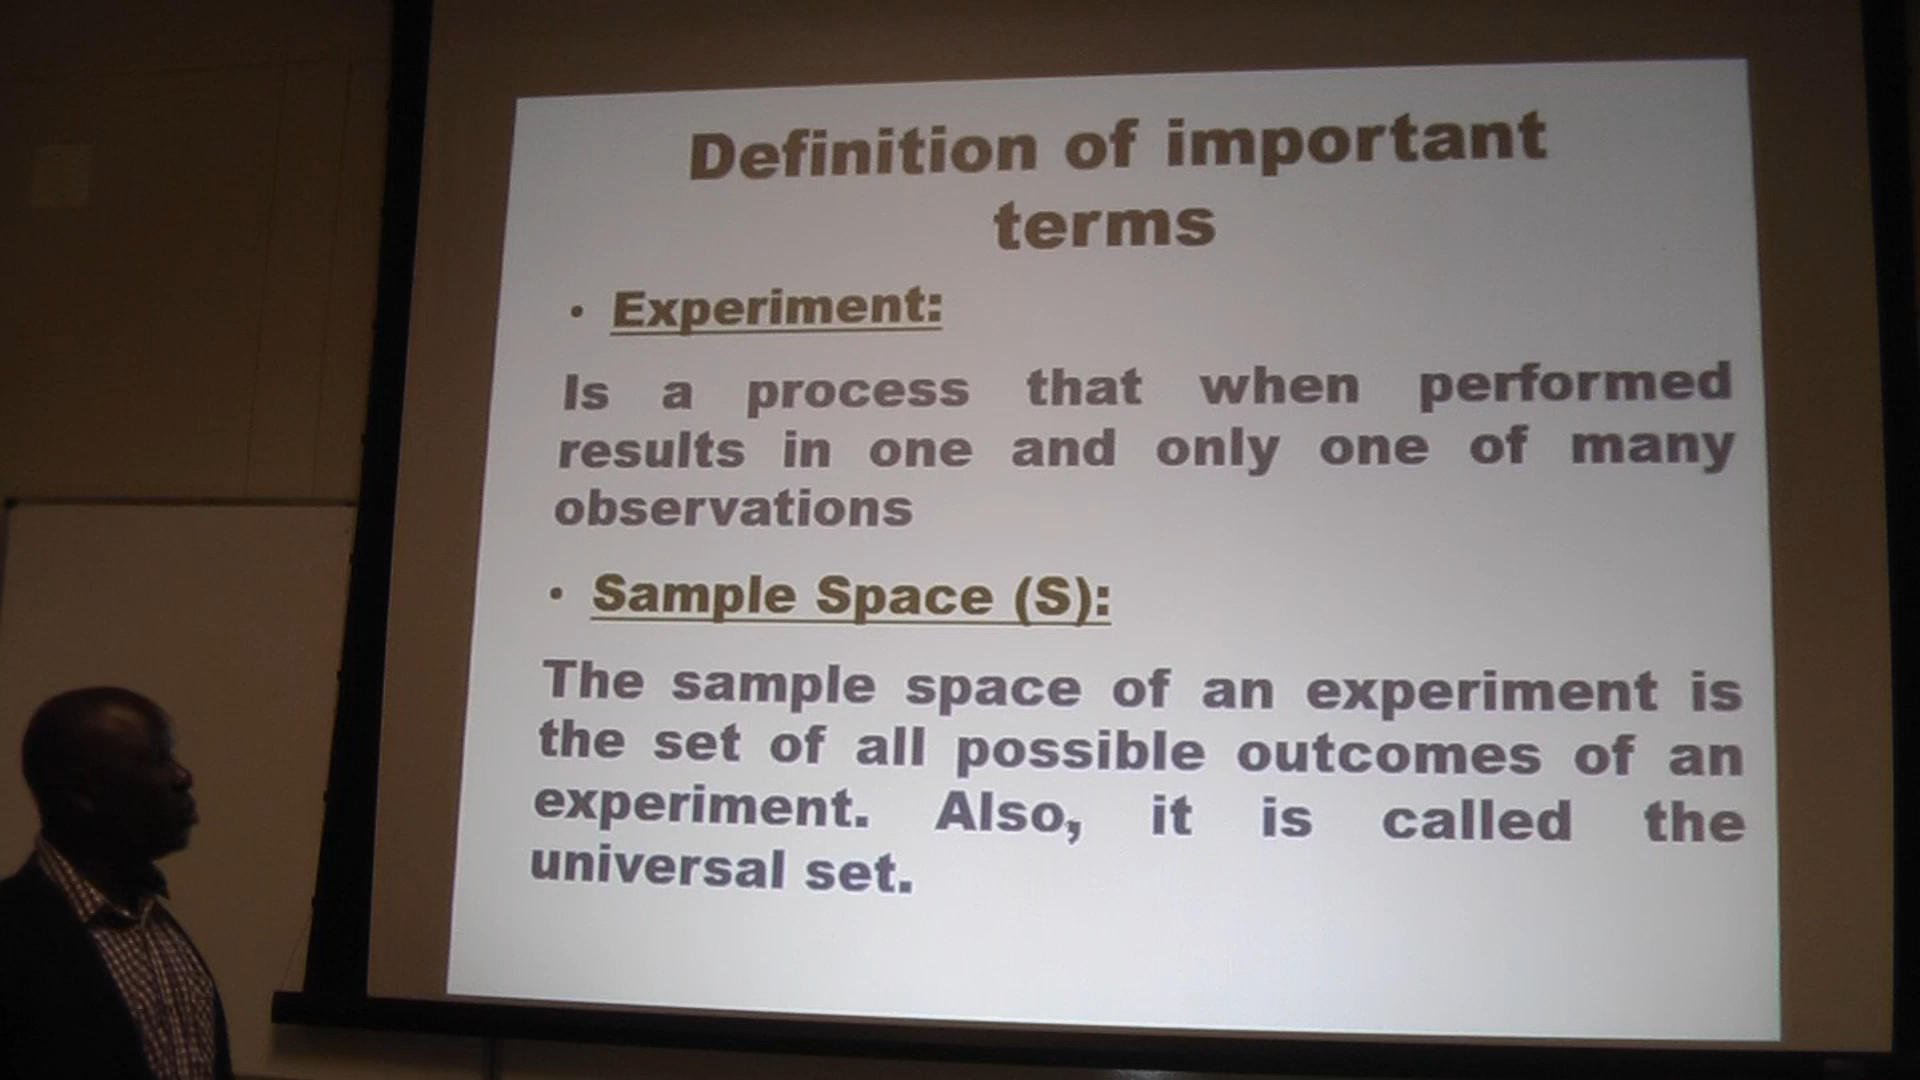 Definition of important
terms
• Experiment:
Is a process that when performed
results in one and only one of many
observations
• Sample Space (S):
The sample space of an experiment is
the set of all possible outcomes of an
experiment. Also, it is called the
universal set.